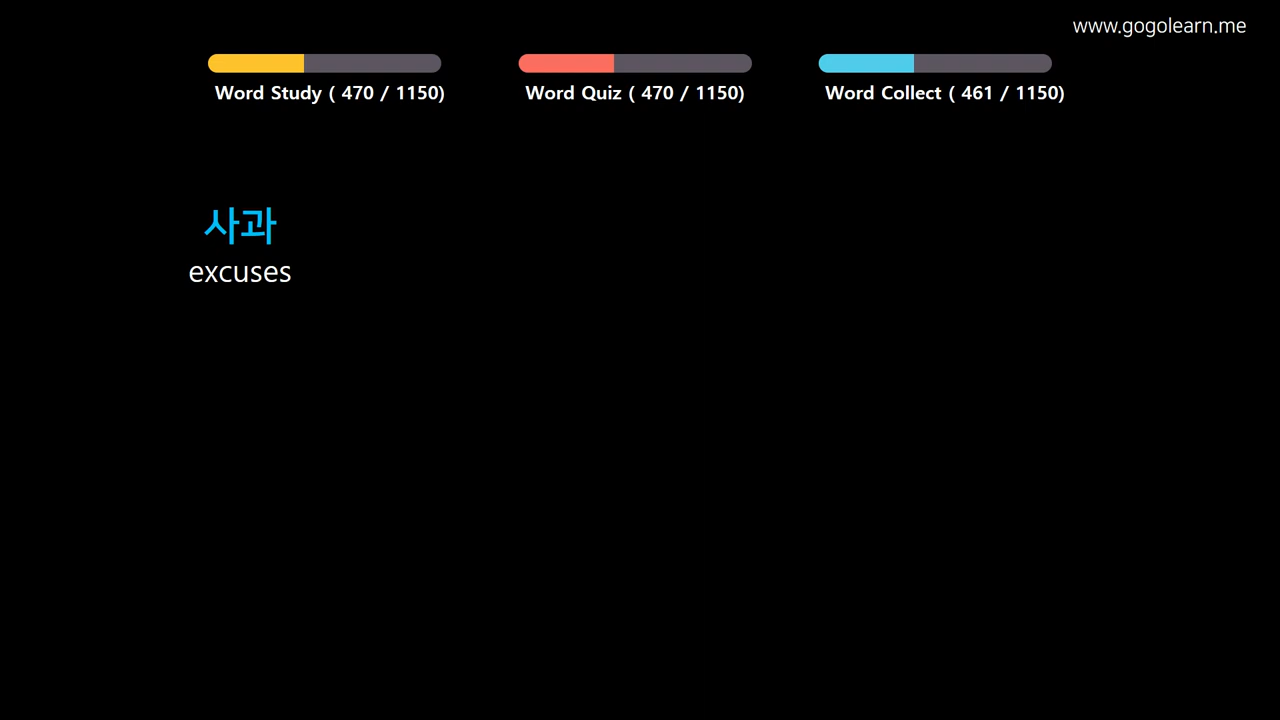 www.gogolearn.me
Word Study ( 470 / 1150)
Word Quiz ( 470 / 1150)
Word Collect ( 461 / 1150)
사과
excuses